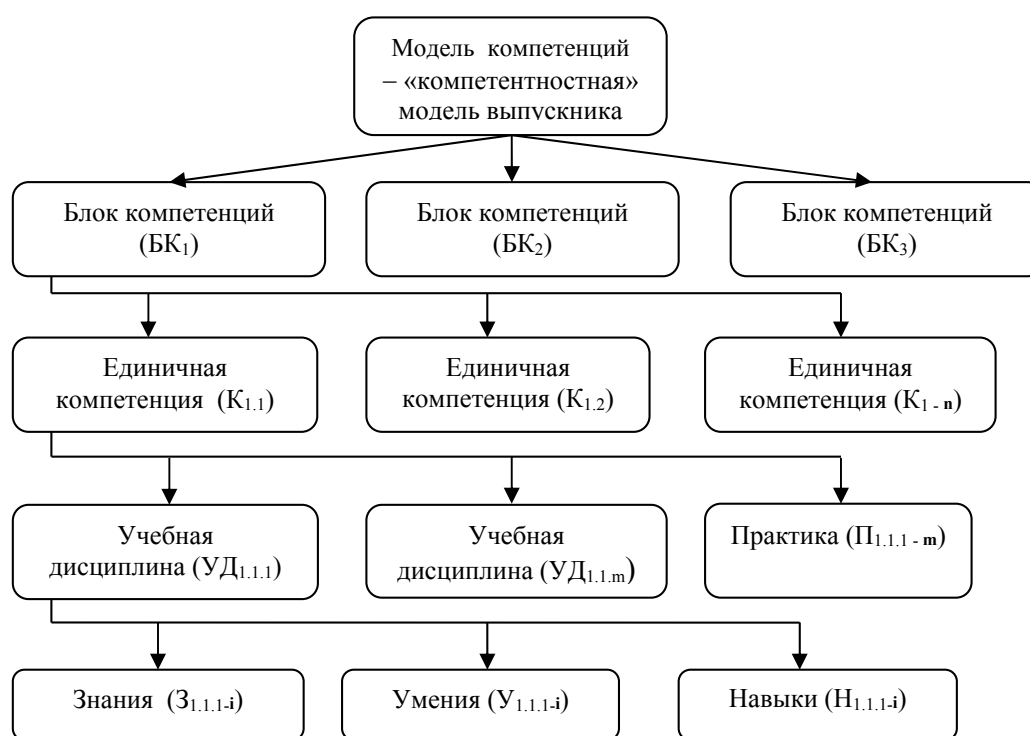 Модель компетенций
– «компетентностная»
модель выпускника
Блок компетенций
(БК₁)
Блок компетенций
(БК₂)
Блок компетенций
(БК₃)
Единичная
компетенция (К₁.₁)
Единичная
компетенция (К₁.₂)
Единичная
компетенция (К₁ - n)
Учебная
дисциплина (УД₁.₁.₁)
Учебная
дисциплина (УД₁.₁.m)
Практика (П₁.₁.₁ - m)
Знания (З₁.₁.₁-i)
Умения (У₁.₁.₁-i)
Навыки (Н₁.₁.₁-i)